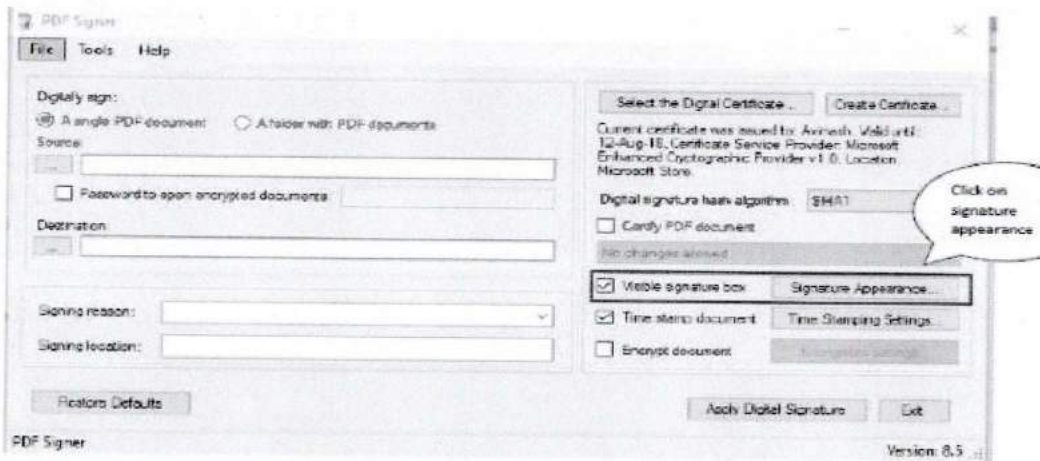 PDF Signer
File Tools Help
Digitally sign:
A single PDF document A folder with PDF documents
Source:
...
Password to open encrypted documents:
Destination
...
Signing reason:
Signing location:
Restore Defaults
Select the Digital Certificate... Create Certificate...
Current certificate was issued to: Avinash. Valid until:
12-Aug-18. Certificate Service Provider: Microsoft
Enhanced Cryptographic Provider v1.0. Location:
Microsoft Store.
Digital signature hash algorithm: SHA1
Certify PDF document
No changes allowed
Visible signature box Signature Appearance...
Time stamp document Time Stamping Settings...
Encrypt document
Click on
signature
appearance
Apply Digital Signature Exit
PDF Signer Version: 8.5